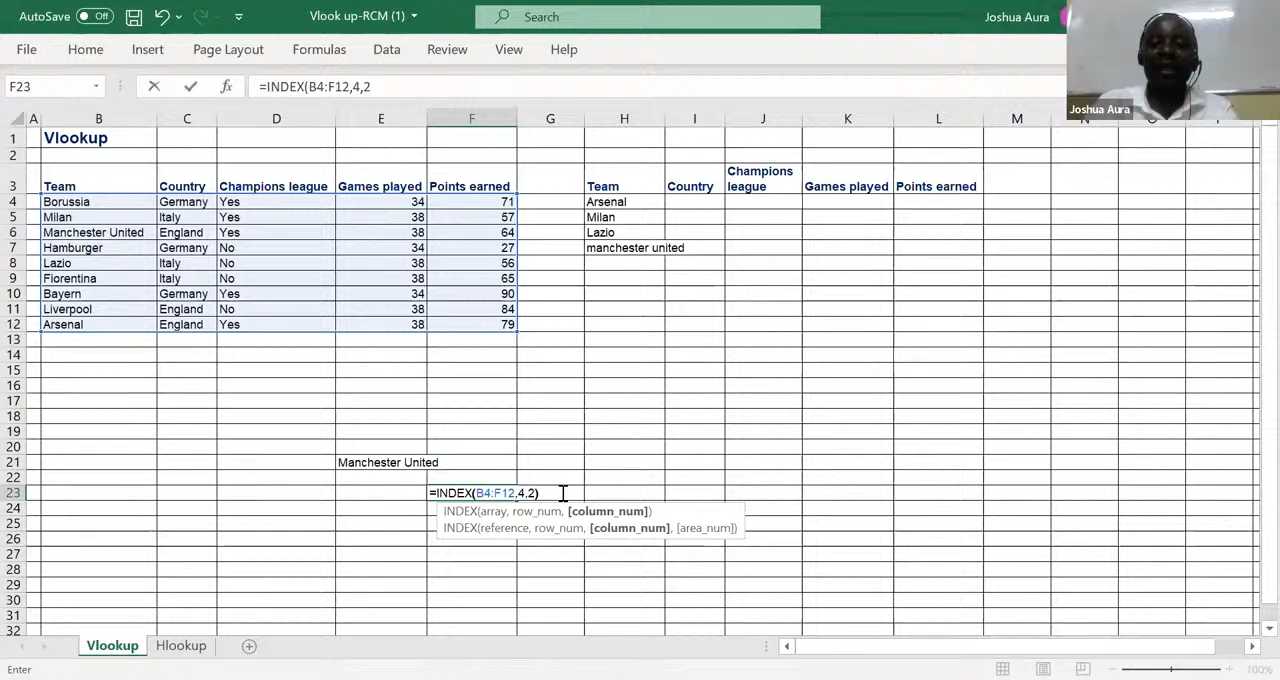 AutoSave Off Vlook up-RCM (1) Search Joshua Aura
File Home Insert Page Layout Formulas Data Review View Help
F23 fx =INDEX(B4:F12,4,2
Joshua Aura
A B C D E F G H I J K L M
1 Vlookup
2
3 Team Country Champions league Games played Points earned Team Country Champions league Games played Points earned
4 Borussia Germany Yes 34 71 Arsenal
5 Milan Italy Yes 38 57 Milan
6 Manchester United England Yes 38 64 Lazio
7 Hamburger Germany No 34 27 manchester united
8 Lazio Italy No 38 56
9 Fiorentina Italy No 38 65
10 Bayern Germany Yes 34 90
11 Liverpool England No 38 84
12 Arsenal England Yes 38 79
13
14
15
16
17
18
19
20
21 Manchester United
22
23 =INDEX(B4:F12,4,2)
24 INDEX(array, row_num, [column_num])
25 INDEX(reference, row_num, [column_num], [area_num])
26
27
28
29
30
31
32
Vlookup Hlookup
Enter 100%